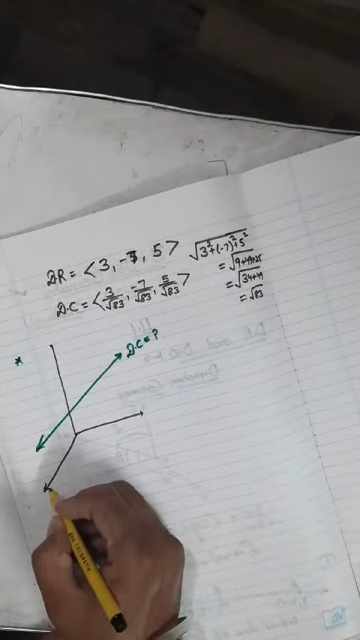 DR = < 3, -7, 5 >
√3²+(-7)²+5²
= √9+49+25
= √34+49
= √83
DC = < 3/√83, -7/√83, 5/√83 >
*
DC = ?